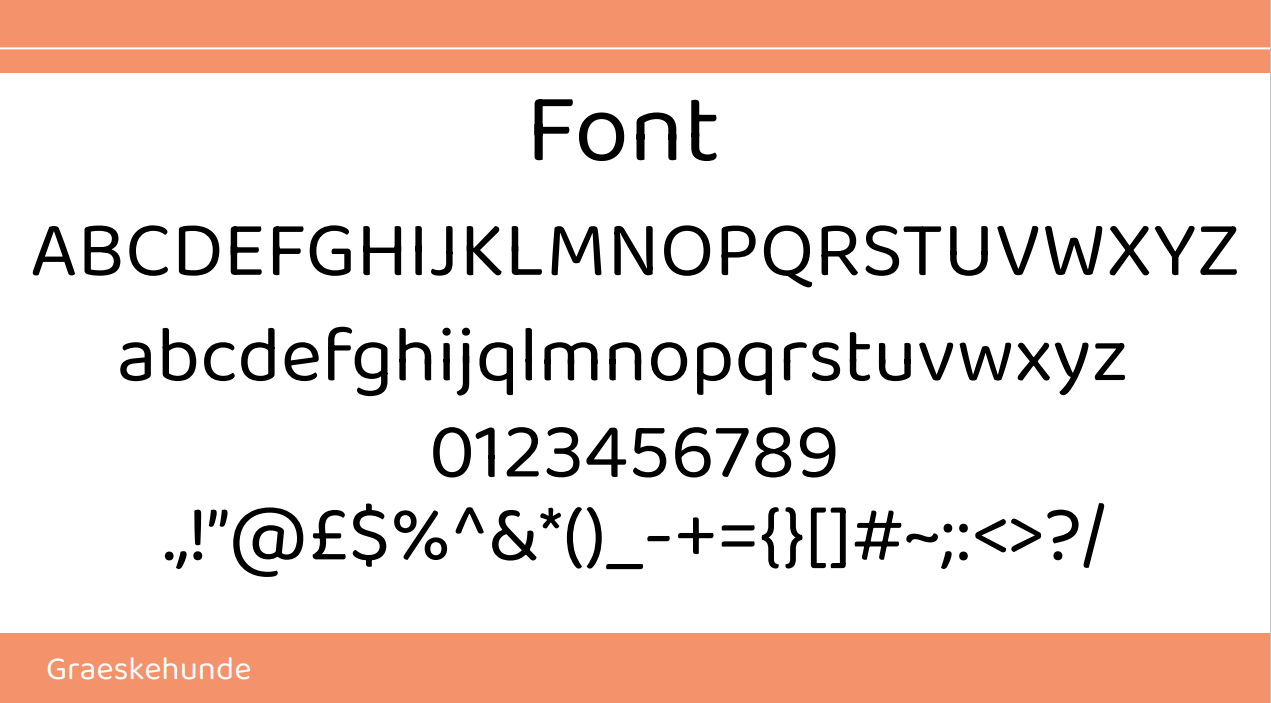 Font
ABCDEFGHIJKLMNOPQRSTUVWXYZ
abcdefghijqlmnopqrstuvwxyz
0123456789
.,!"@£$%^&*()_-+={}[]#~;:<>?/
Graeskehunde